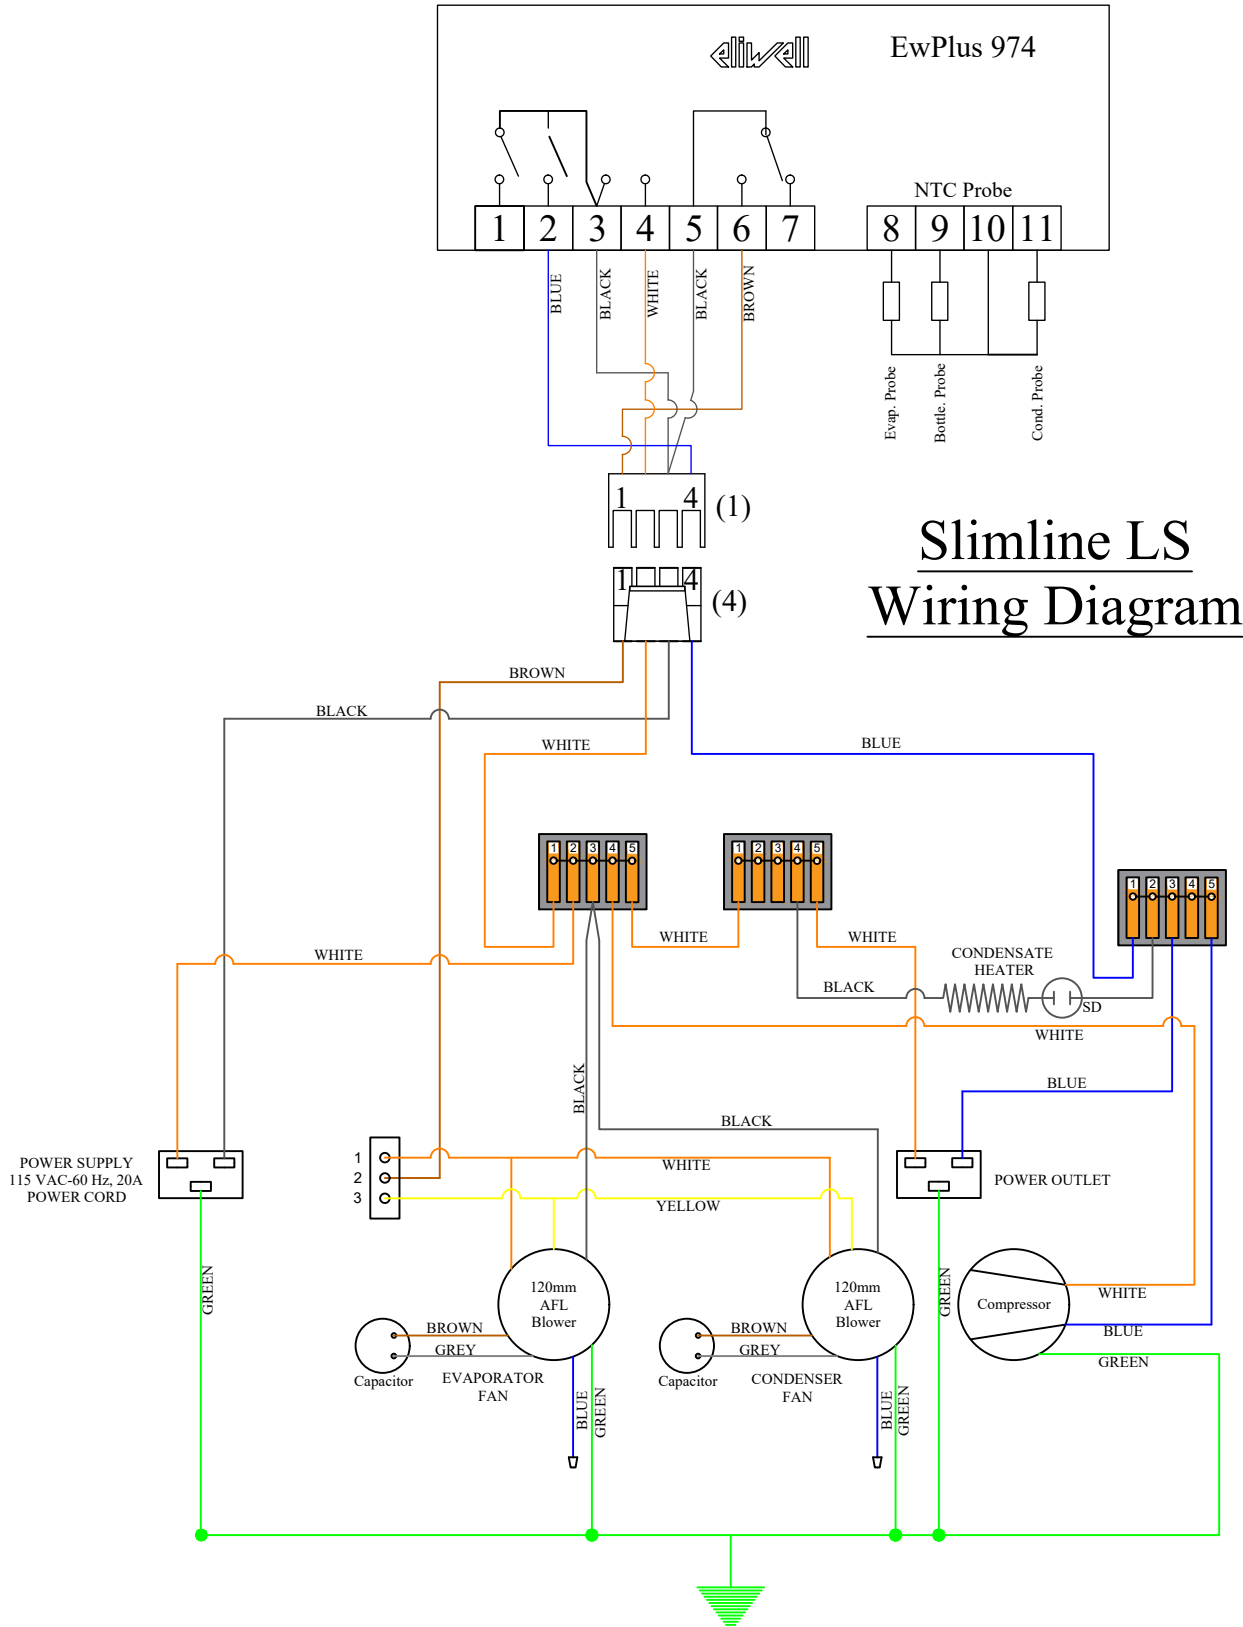 eliwell
EwPlus 974
NTC Probe
1 2 3 4 5 6 7
8 9 10 11
BLUE
BLACK
WHITE
BLACK
BROWN
Evap. Probe
Bottle. Probe
Cond. Probe
1 4 (1)
1 4 (4)
Slimline LS
Wiring Diagram
BROWN
BLACK
WHITE
BLUE
1 2 3 4 5
1 2 3 4 5
1 2 3 4 5
WHITE
WHITE
WHITE
CONDENSATE
HEATER
BLACK
SD
WHITE
BLACK
BLUE
BLACK
POWER SUPPLY
115 VAC-60 Hz, 20A
POWER CORD
1
2
3
WHITE
YELLOW
POWER OUTLET
GREEN
120mm
AFL
Blower
120mm
AFL
Blower
GREEN
Compressor
WHITE
BLUE
GREEN
BROWN
GREY
Capacitor
EVAPORATOR
FAN
BLUE
GREEN
BROWN
GREY
Capacitor
CONDENSER
FAN
BLUE
GREEN